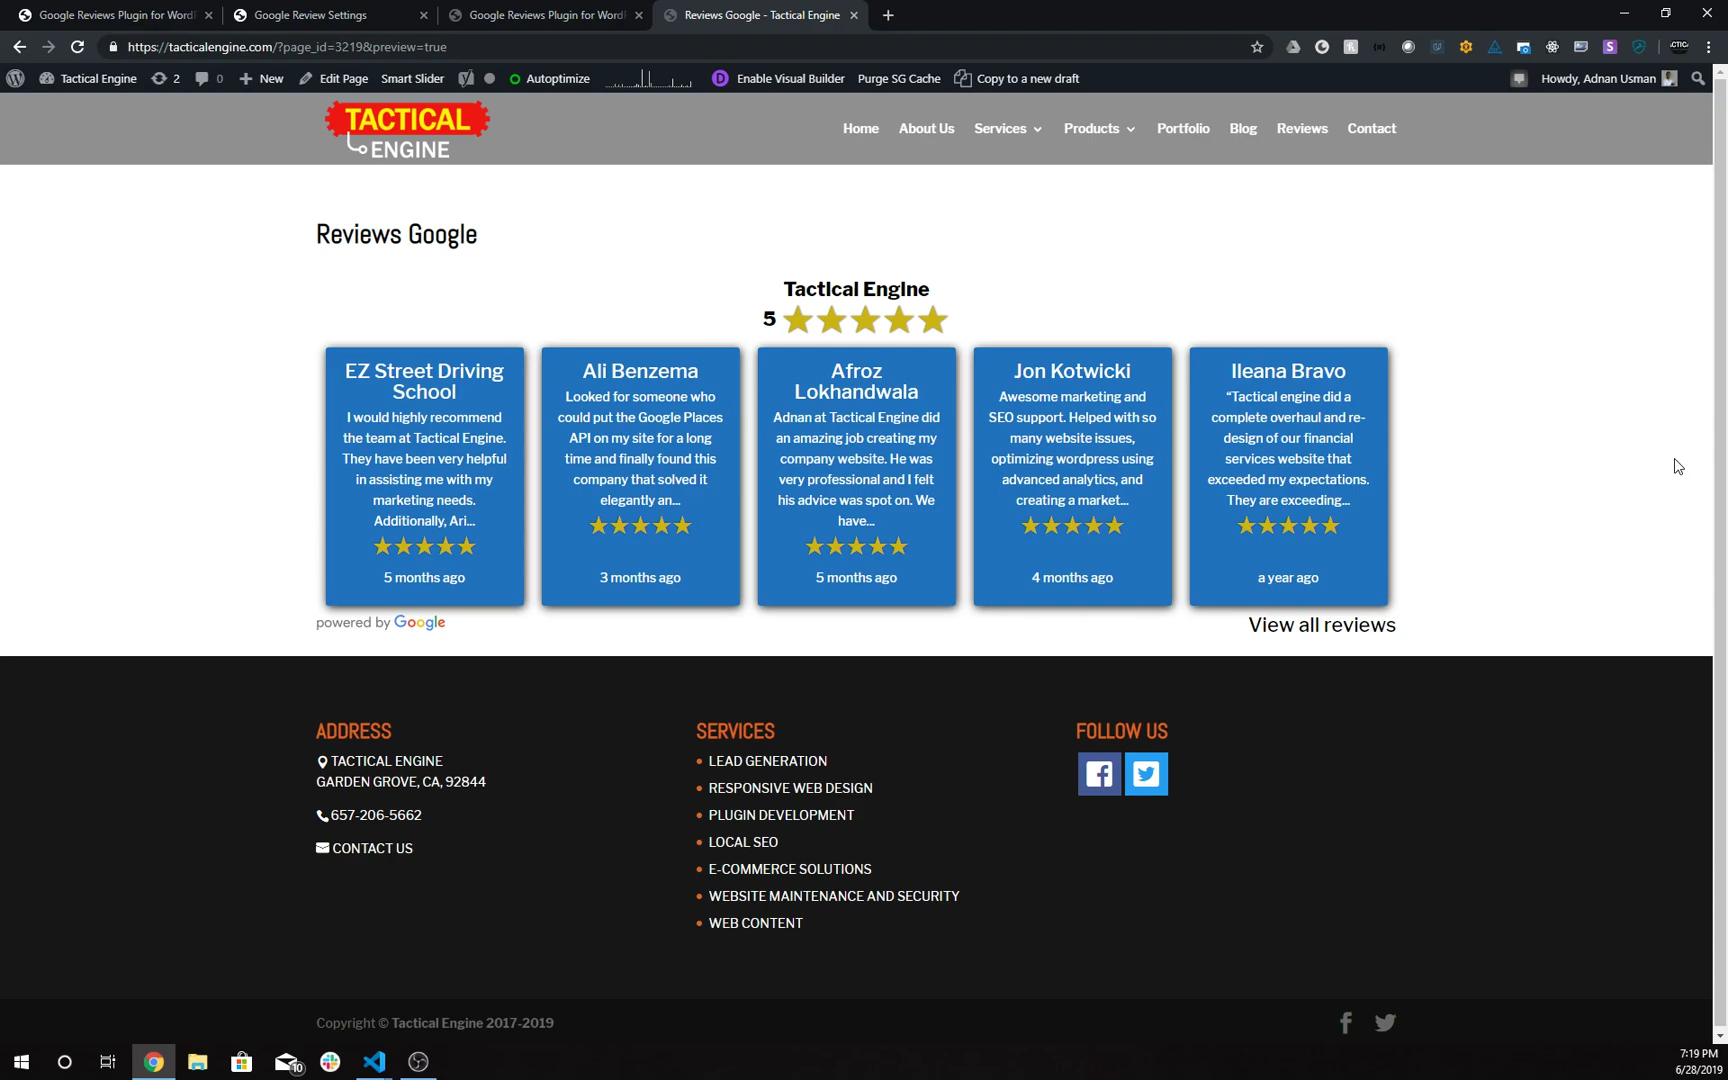 Google Reviews Plugin for Word
Google Review Settings
Google Reviews Plugin for Word
Reviews Google - Tactical Engine
https://tacticalengine.com/?page_id=3219&preview=true
Tactical Engine
2
0
New
Edit Page
Smart Slider
Autoptimize
Enable Visual Builder
Purge SG Cache
Copy to a new draft
Howdy, Adnan Usman
TACTICAL
ENGINE
Home
About Us
Services
Products
Portfolio
Blog
Reviews
Contact
Reviews Google
Tactical Engine
5
EZ Street Driving
School
I would highly recommend
the team at Tactical Engine.
They have been very helpful
in assisting me with my
marketing needs.
Additionally, Ari...
5 months ago
Ali Benzema
Looked for someone who
could put the Google Places
API on my site for a long
time and finally found this
company that solved it
elegantly an...
3 months ago
Afroz
Lokhandwala
Adnan at Tactical Engine did
an amazing job creating my
company website. He was
very professional and I felt
his advice was spot on. We
have...
5 months ago
Jon Kotwicki
Awesome marketing and
SEO support. Helped with so
many website issues,
optimizing wordpress using
advanced analytics, and
creating a market...
4 months ago
Ileana Bravo
“Tactical engine did a
complete overhaul and re-
design of our financial
services website that
exceeded my expectations.
They are exceeding...
a year ago
powered by Google
View all reviews
ADDRESS
TACTICAL ENGINE
GARDEN GROVE, CA, 92844
657-206-5662
CONTACT US
SERVICES
LEAD GENERATION
RESPONSIVE WEB DESIGN
PLUGIN DEVELOPMENT
LOCAL SEO
E-COMMERCE SOLUTIONS
WEBSITE MAINTENANCE AND SECURITY
WEB CONTENT
FOLLOW US
Copyright © Tactical Engine 2017-2019
10
7:19 PM
6/28/2019